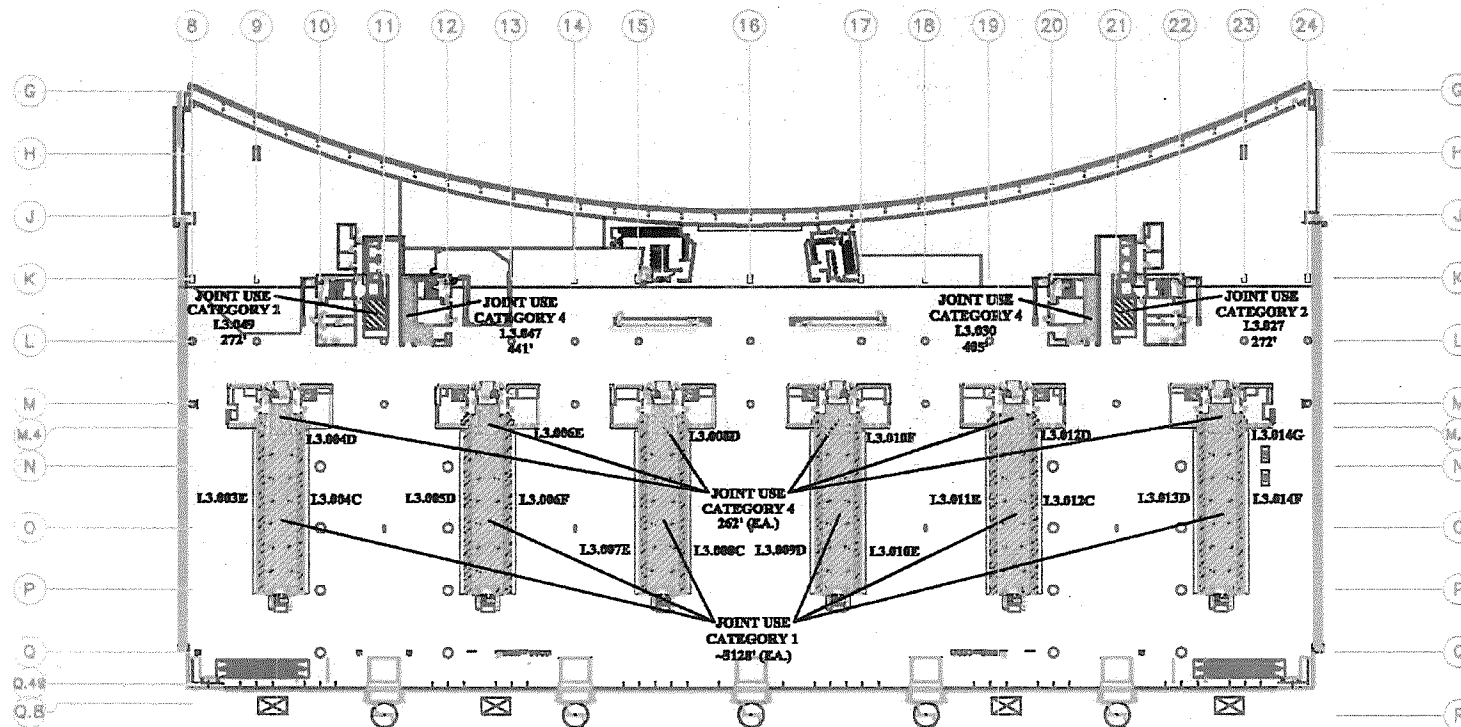 8 9 10 11 12 13 14 15 16 17 18 19 20 21 22 23 24
G G
H H
J J
K K
JOINT USE
CATEGORY 2
L3.049
272'
JOINT USE
CATEGORY 4
L3.047
441'
JOINT USE
CATEGORY 4
L3.030
JOINT USE
CATEGORY 2
L3.027
272'
L L
M M
M.4
L3.004D L3.006E L3.008D L3.010F L3.012D L3.014G
N N
L3.003E L3.004C L3.005D L3.006F L3.011E L3.012C L3.013D L3.014F
JOINT USE
CATEGORY 4
262' (EA.)
O O
L3.007E L3.008C L3.009D L3.010E
P P
JOINT USE
CATEGORY 1
~3128' (EA.)
Q Q
Q.8